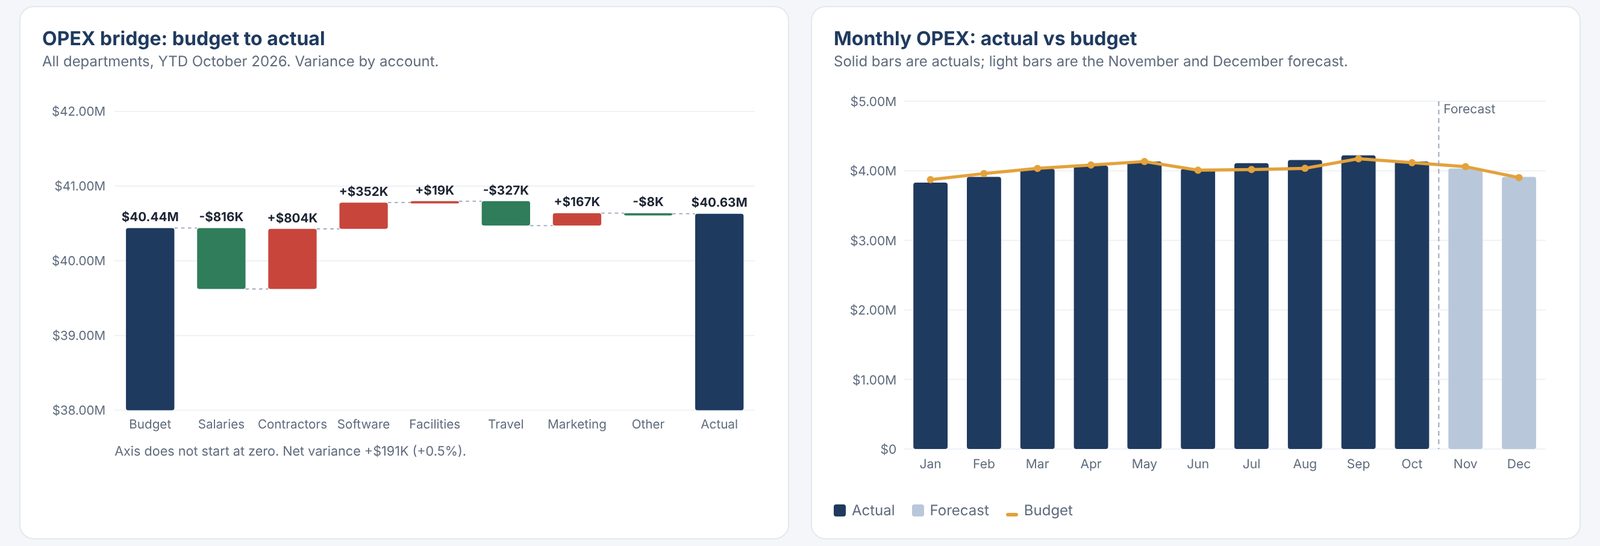 OPEX bridge: budget to actual
All departments, YTD October 2026. Variance by account.
$42.00M
$41.00M
$40.00M
$39.00M
$38.00M
$40.44M
-$816K
+$804K
+$352K
+$19K
-$327K
+$167K
-$8K
$40.63M
Budget
Salaries
Contractors
Software
Facilities
Travel
Marketing
Other
Actual
Axis does not start at zero. Net variance +$191K (+0.5%).
Monthly OPEX: actual vs budget
Solid bars are actuals; light bars are the November and December forecast.
$5.00M
$4.00M
$3.00M
$2.00M
$1.00M
$0
Forecast
Jan
Feb
Mar
Apr
May
Jun
Jul
Aug
Sep
Oct
Nov
Dec
Actual
Forecast
Budget